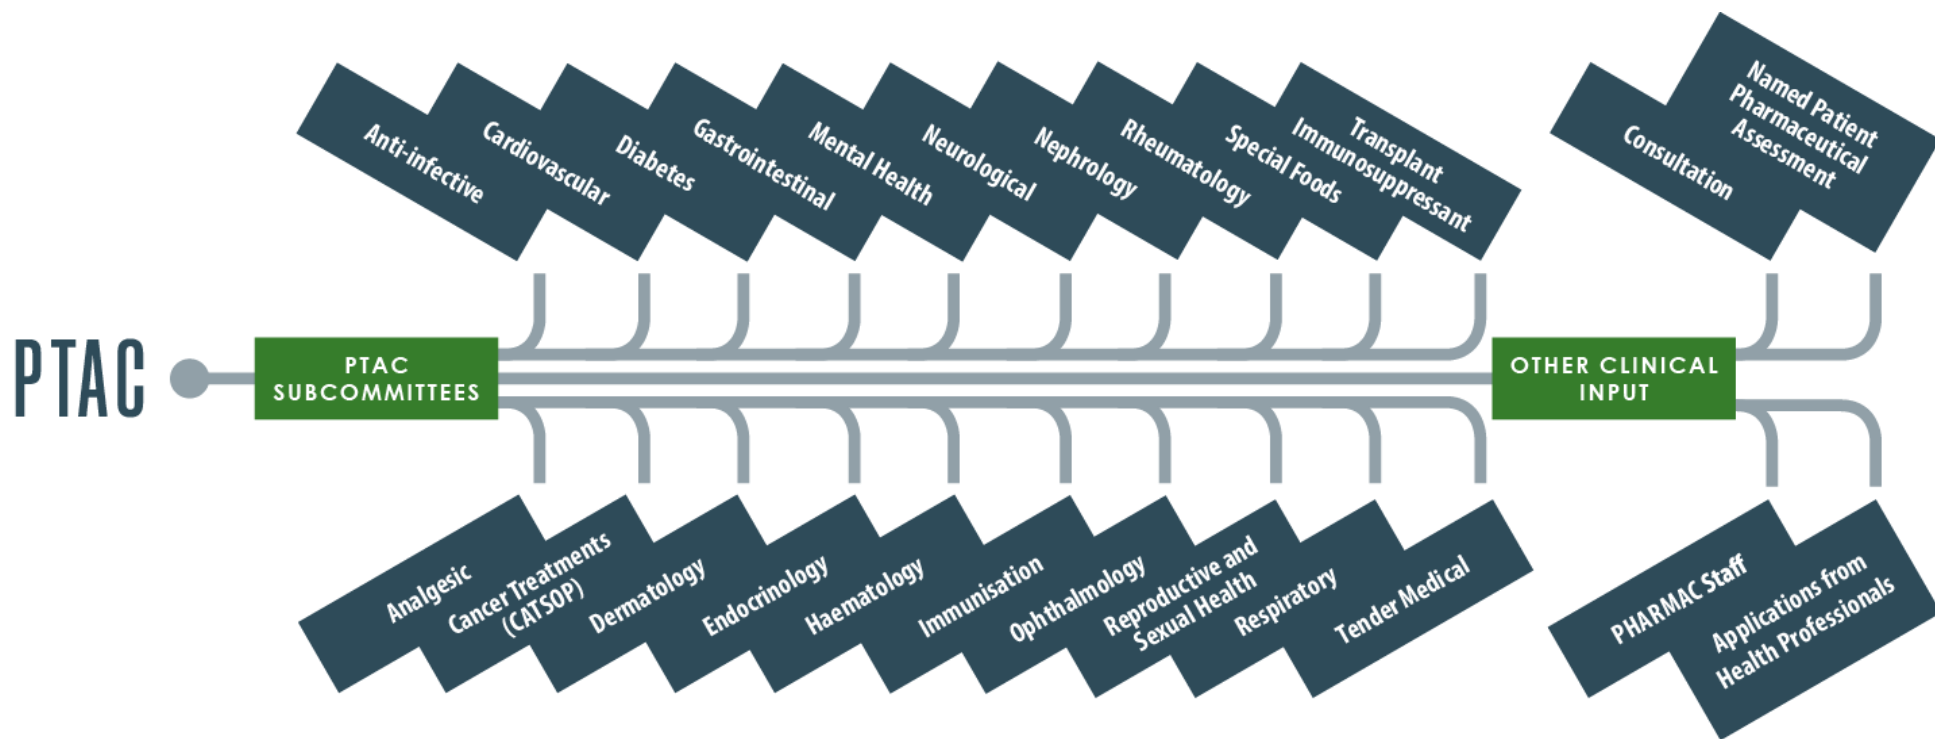 PTAC
PTAC
SUBCOMMITTEES
Anti-infective
Cardiovascular
Diabetes
Gastrointestinal
Mental Health
Neurological
Nephrology
Rheumatology
Special Foods
Transplant
Immunosuppressant
Analgesic
Cancer Treatments
(CATSOP)
Dermatology
Endocrinology
Haematology
Immunisation
Ophthalmology
Reproductive and
Sexual Health
Respiratory
Tender Medical
OTHER CLINICAL
INPUT
Consultation
Named Patient
Pharmaceutical
Assessment
PHARMAC Staff
Applications from
Health Professionals